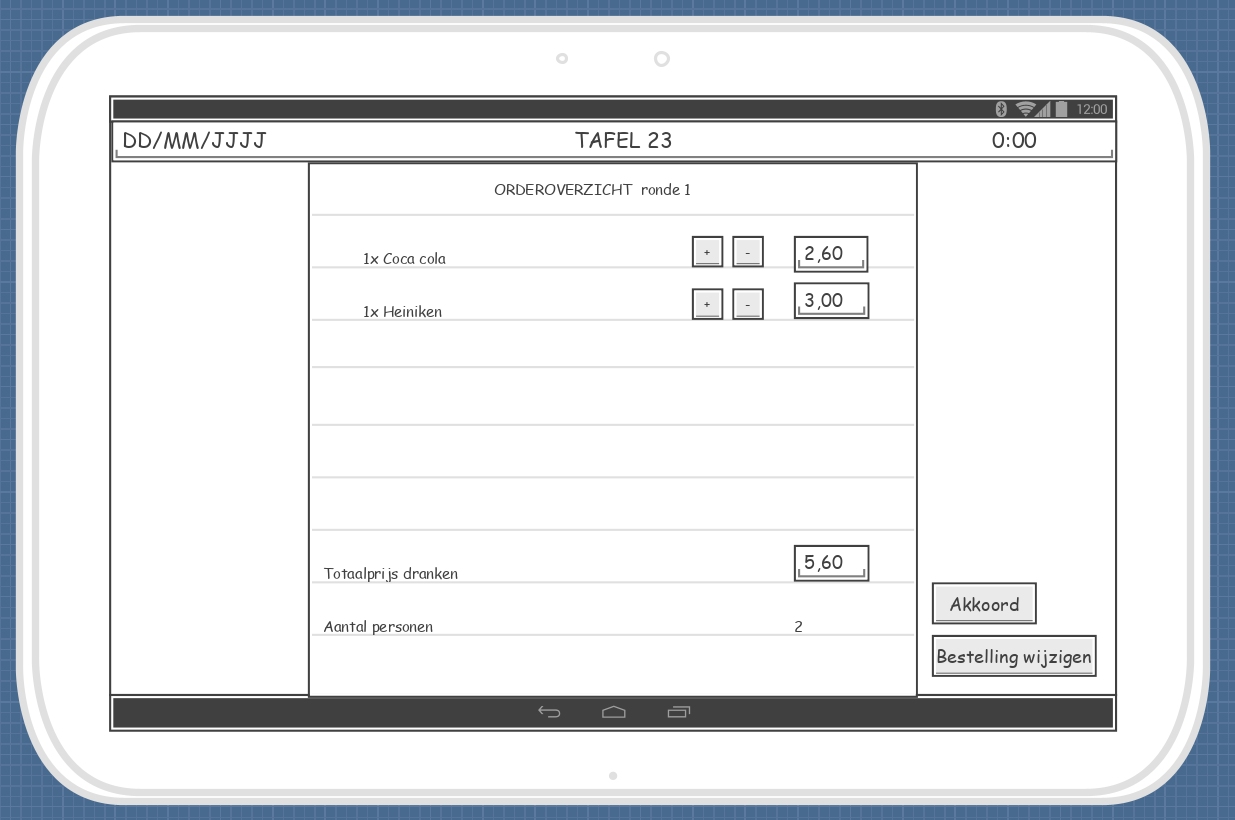 12:00
DD/MM/JJJJ TAFEL 23 0:00
ORDEROVERZICHT ronde 1
1x Coca cola + - 2,60
1x Heiniken + - 3,00
Totaalprijs dranken 5,60
Akkoord
Aantal personen 2
Bestelling wijzigen